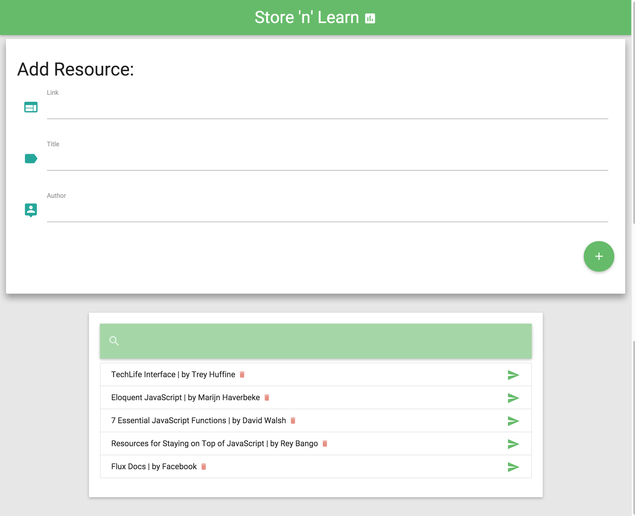 Store 'n' Learn
Add Resource:
Link
Title
Author
TechLife Interface | by Trey Huffine
Eloquent JavaScript | by Marijn Haverbeke
7 Essential JavaScript Functions | by David Walsh
Resources for Staying on Top of JavaScript | by Rey Bango
Flux Docs | by Facebook